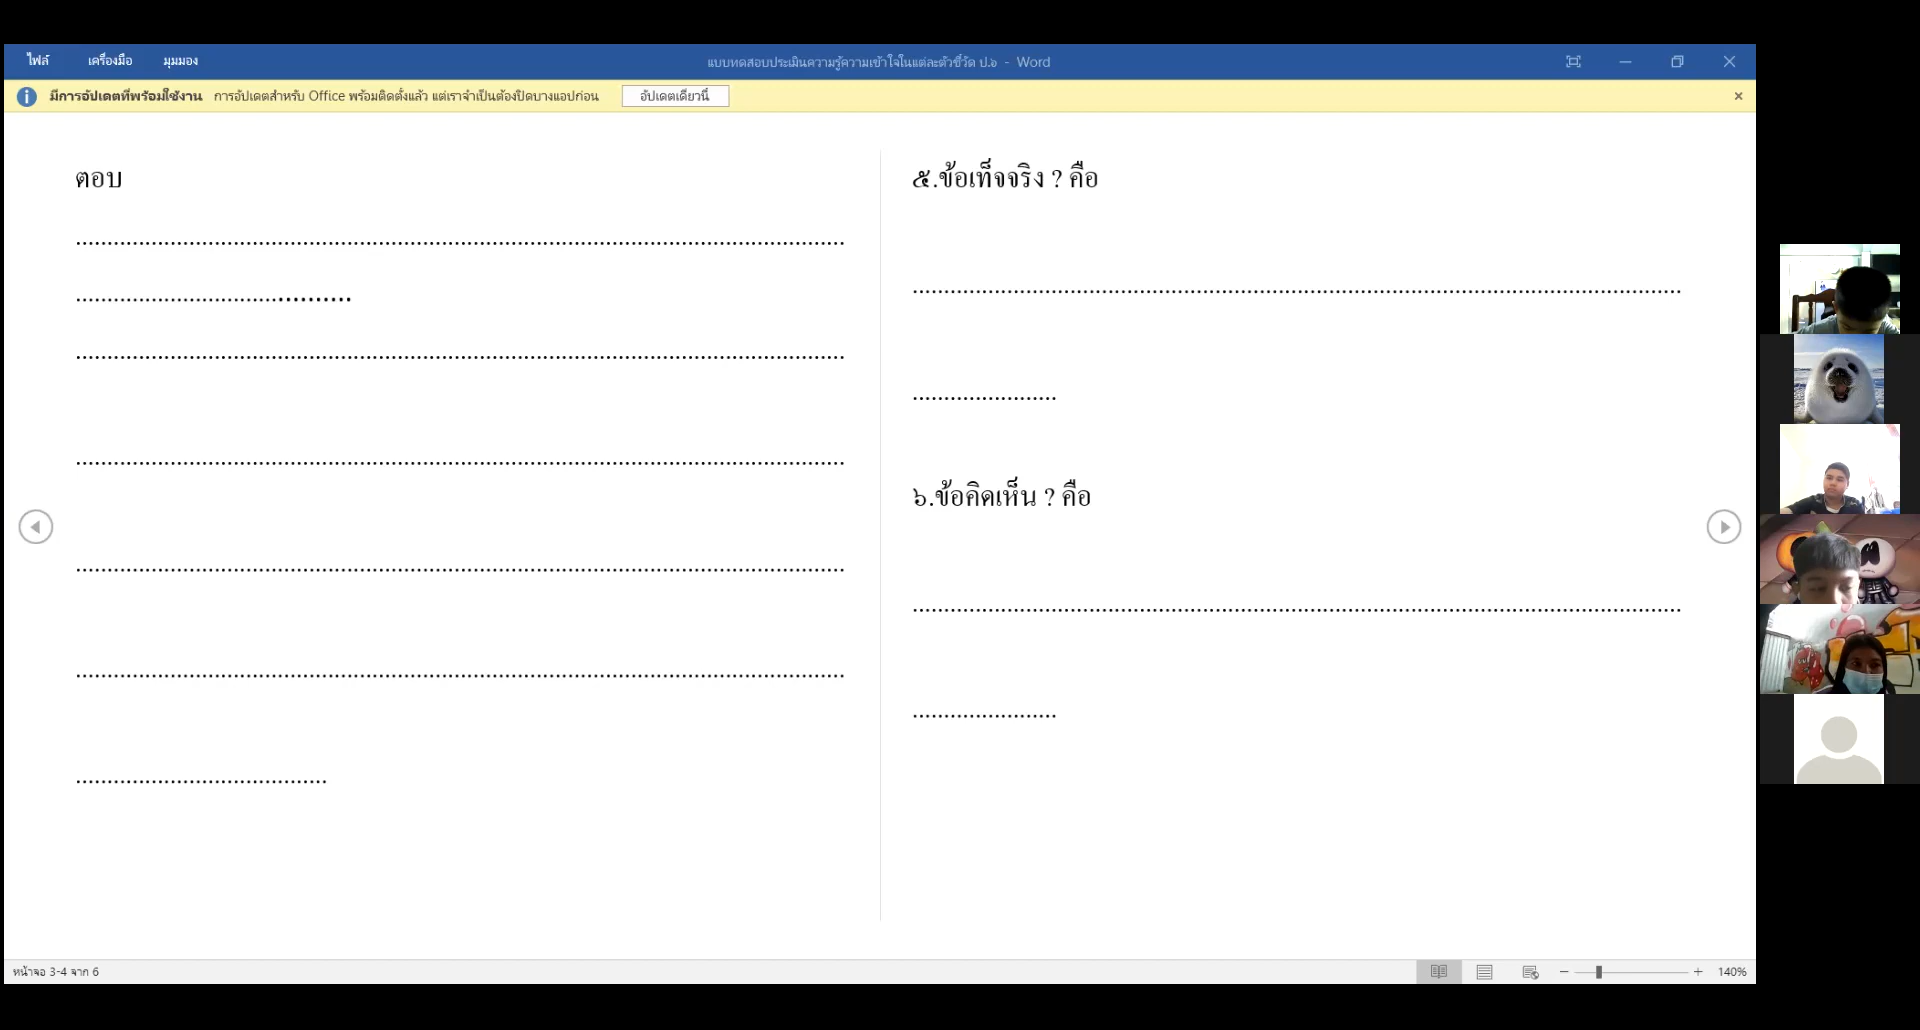 ไฟล์ เครื่องมือ มุมมอง แบบทดสอบประเมินความรู้ความเข้าใจในแต่ละตัวชี้วัด ป.๖ - Word
มีการอัปเดตที่พร้อมใช้งาน การอัปเดตสำหรับ Office พร้อมติดตั้งแล้ว แต่เราจำเป็นต้องปิดบางแอปก่อน อัปเดตเดี๋ยวนี้
ตอบ
..........................................................................................................................
..........................................
..........................................................................................................................
..........................................................................................................................
..........................................................................................................................
..........................................................................................................................
........................................
๕.ข้อเท็จจริง ? คือ
..........................................................................................................................
.......................
๖.ข้อคิดเห็น ? คือ
..........................................................................................................................
.......................
หน้าจอ 3-4 จาก 6 140%